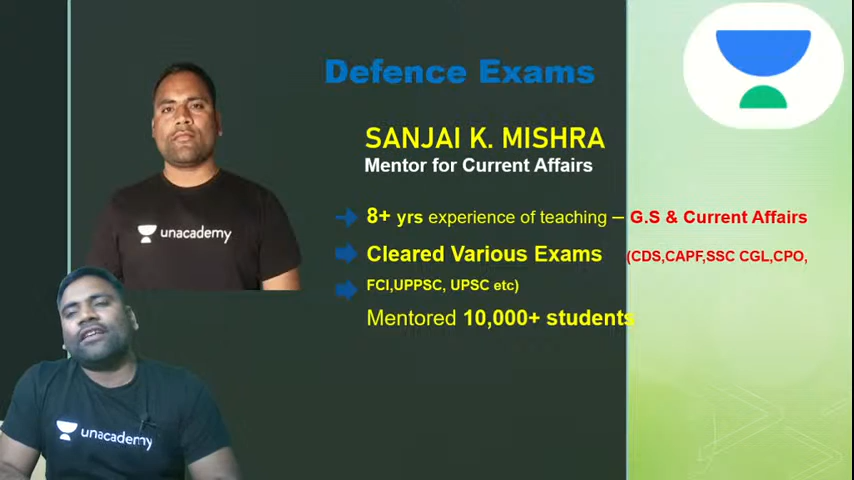 Defence Exams
SANJAI K. MISHRA
Mentor for Current Affairs
8+ yrs experience of teaching – G.S & Current Affairs
Cleared Various Exams (CDS,CAPF,SSC CGL,CPO,
FCI,UPPSC, UPSC etc)
Mentored 10,000+ students
unacademy
unacademy